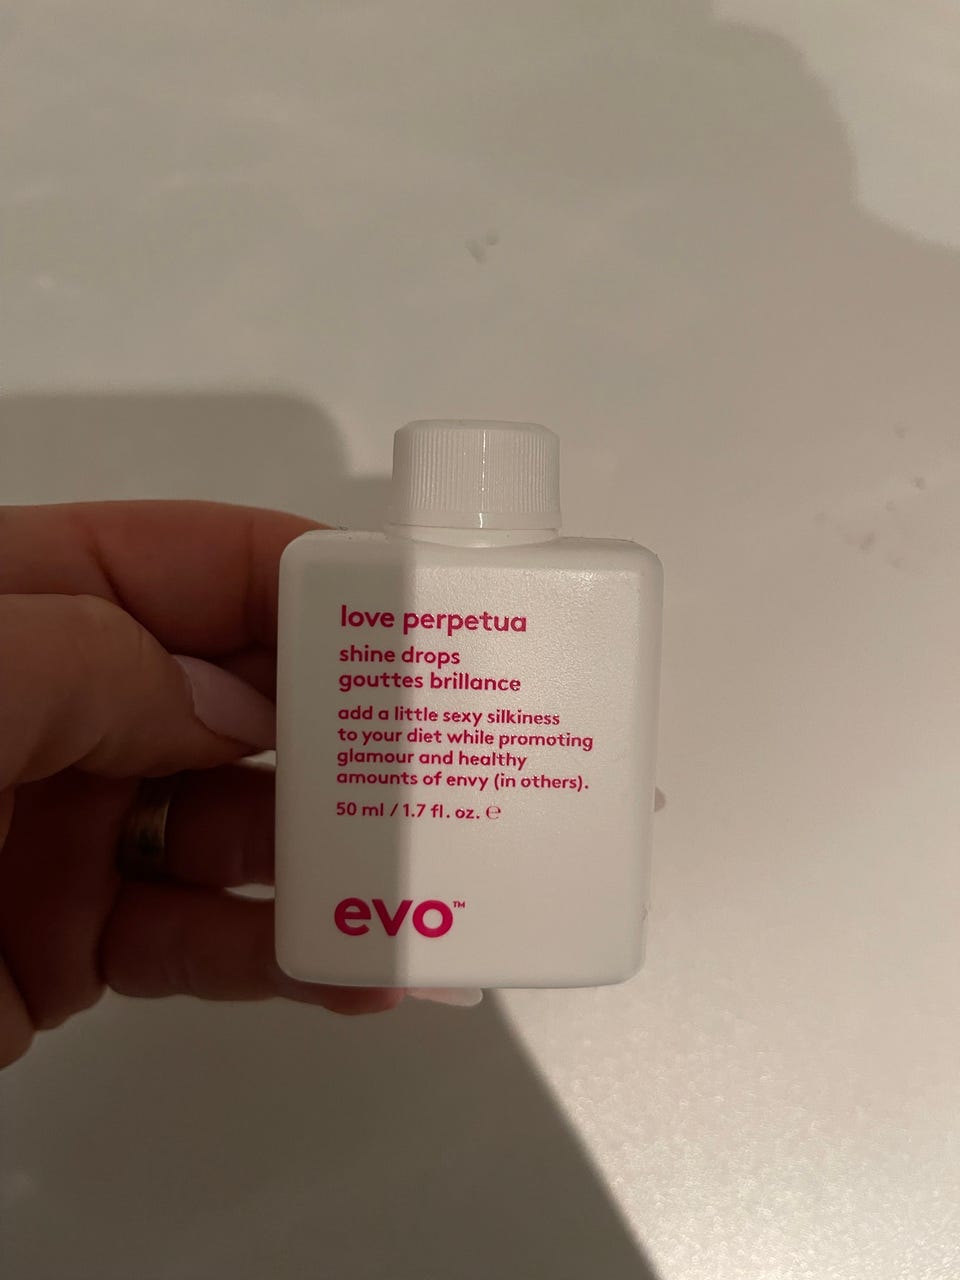 love perpetua
shine drops
gouttes brillance
add a little sexy silkiness
to your diet while promoting
glamour and healthy
amounts of envy (in others).
50 ml / 1.7 fl. oz. ℮
evo™